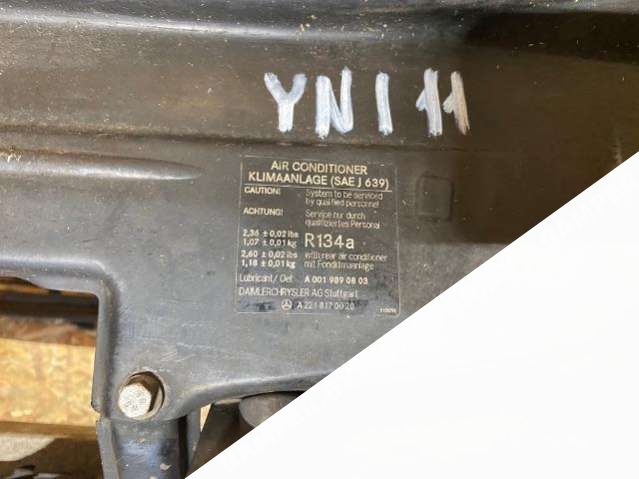 YN111
AIR CONDITIONER
KLIMAANLAGE (SAE J 639)
CAUTION: System to be serviced
by qualified personnel
ACHTUNG: Service nur durch
qualifiziertes Personal
2,36 ± 0,02 lbs
1,07 ± 0,01 kg R134a
2,60 ± 0,02 lbs with rear air conditioner
1,18 ± 0,01 kg mit Fondklimaanlage
Lubricant/ Oel: A 001 989 08 03
DAIMLERCHRYSLER AG Stuttgart
A 221 817 00 20